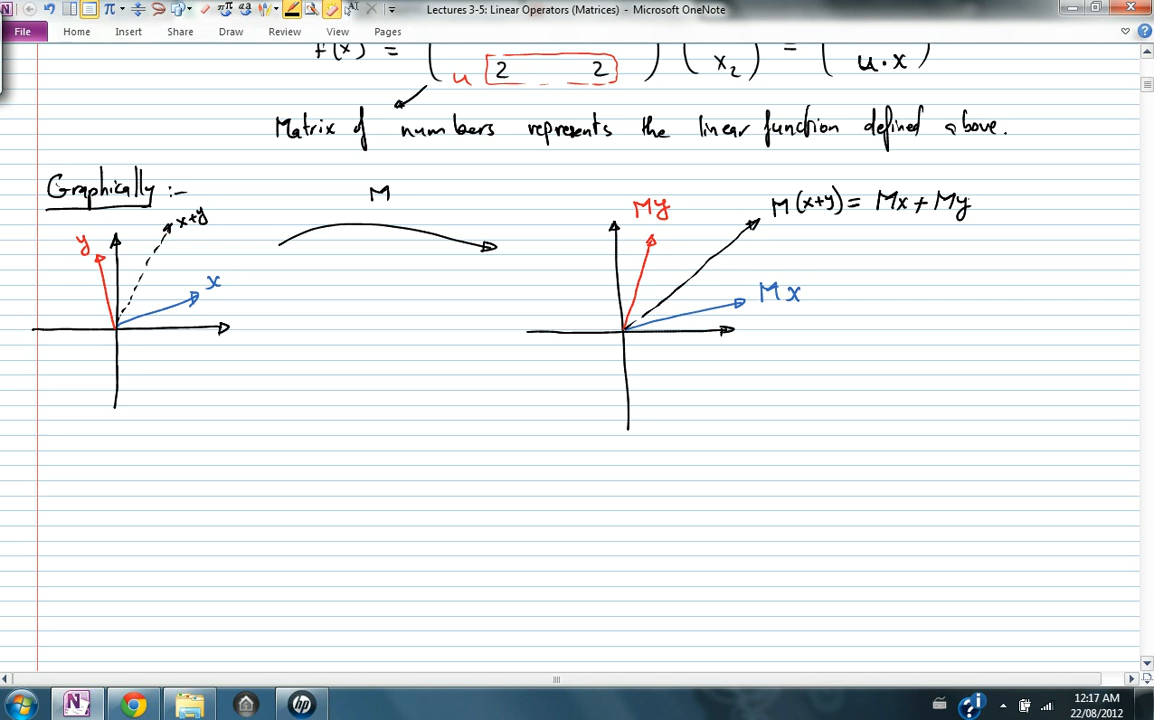 Lectures 3-5: Linear Operators (Matrices) - Microsoft OneNote
File Home Insert Share Draw Review View Pages
f(x) = ( u 2 2 ) ( x₂ ) = ( u·x )
Matrix of numbers represents the linear function defined above.
Graphically :-
M
x+y
y
x
My
M(x+y) = Mx + My
Mx
12:17 AM
22/08/2012